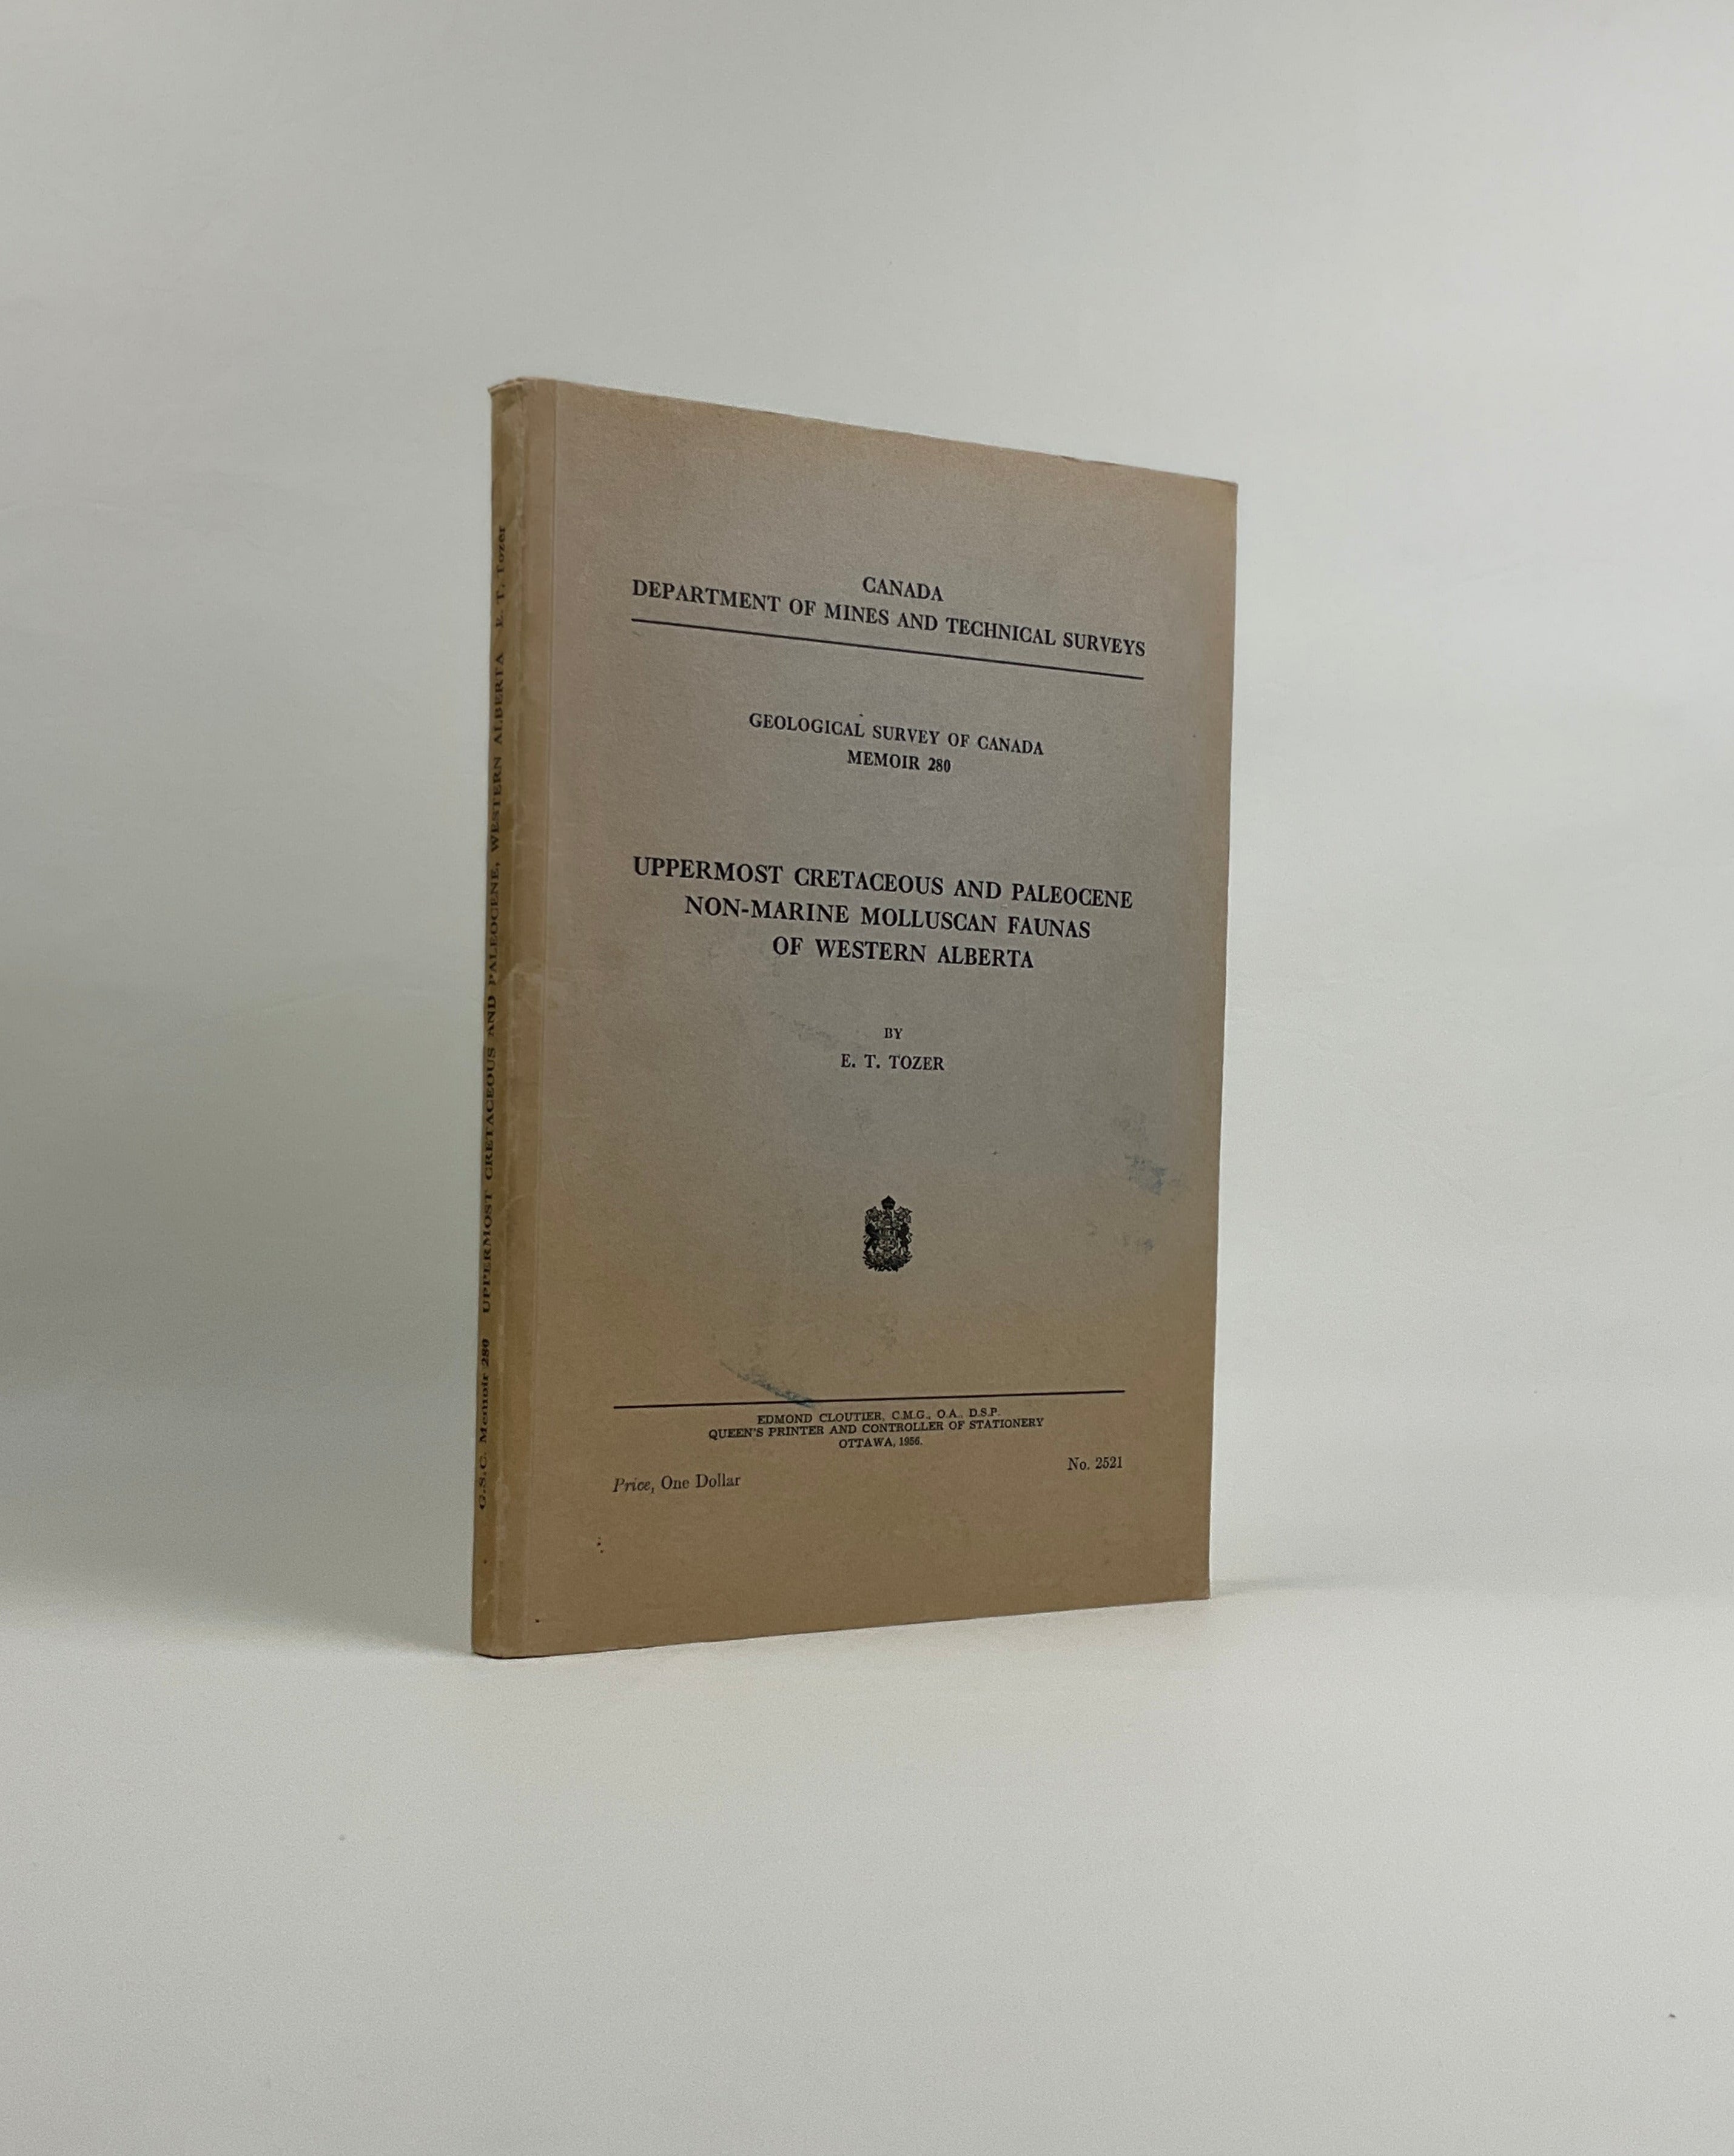 CANADA
DEPARTMENT OF MINES AND TECHNICAL SURVEYS
GEOLOGICAL SURVEY OF CANADA
MEMOIR 280
UPPERMOST CRETACEOUS AND PALEOCENE
NON-MARINE MOLLUSCAN FAUNAS
OF WESTERN ALBERTA
BY
E. T. TOZER
EDMOND CLOUTIER, C.M.G., O.A., D.S.P.
QUEEN'S PRINTER AND CONTROLLER OF STATIONERY
OTTAWA, 1956.
Price, One Dollar
No. 2521
G.S.C. Memoir 280 UPPERMOST CRETACEOUS AND PALEOCENE, WESTERN ALBERTA E. T. Tozer